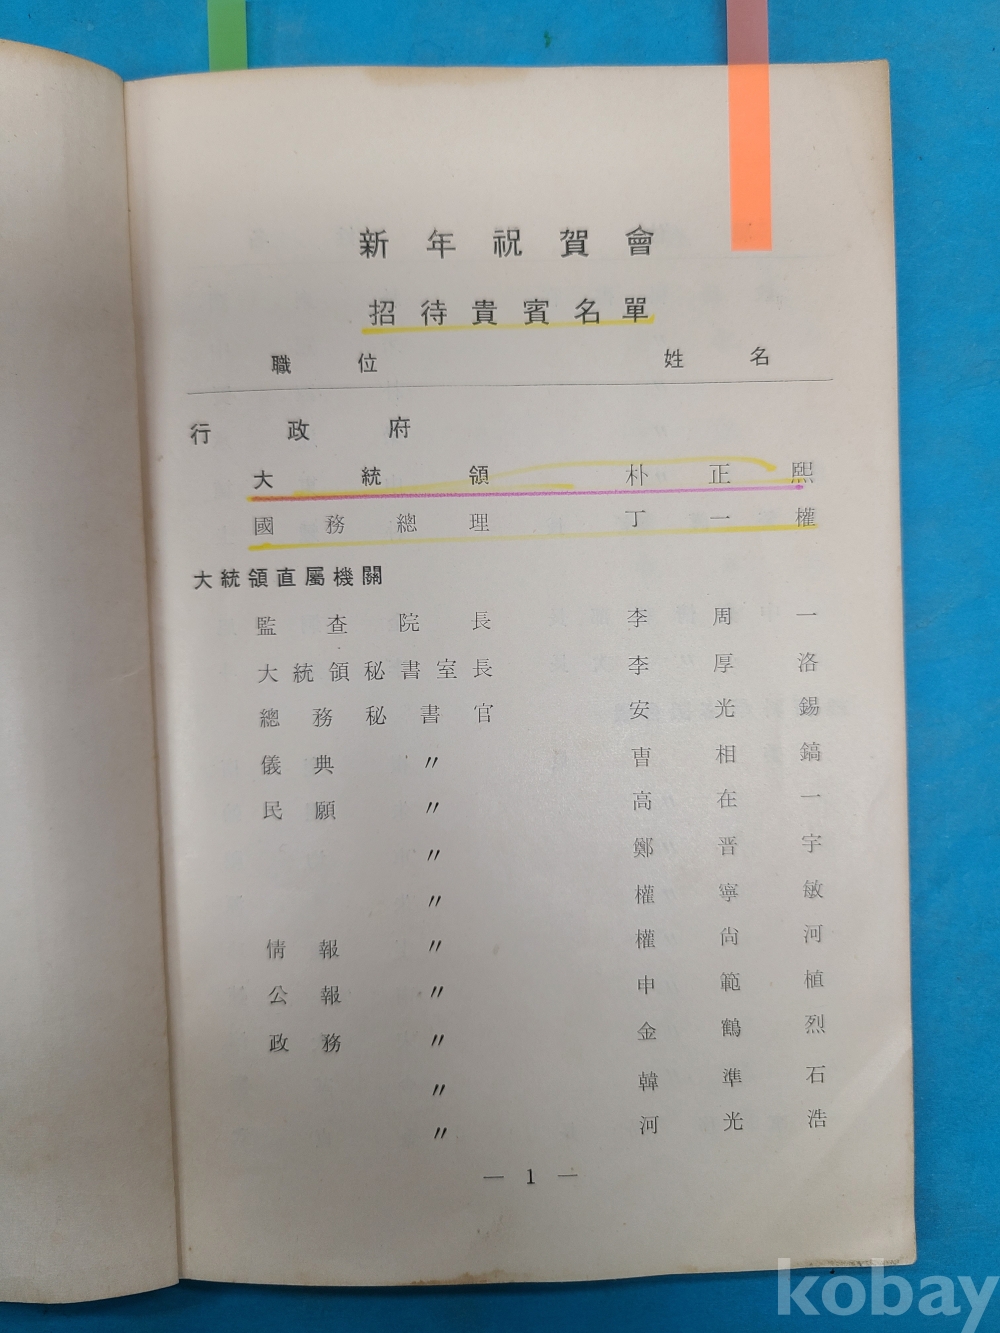 新年祝賀會
招待貴賓名單
職位 姓名
行政府
大統領 朴正熙
國務總理 丁一權
大統領直屬機關
監查院長 李周一
大統領秘書室長 李厚洛
總務秘書官 安光錫
儀典 〃 曺相鎬
民願 〃 高在一
〃 鄭晋宇
〃 權寧敏
情報 〃 權尙河
公報 〃 申範植
政務 〃 金鶴烈
〃 韓準石
〃 河光浩
— 1 —
kobay